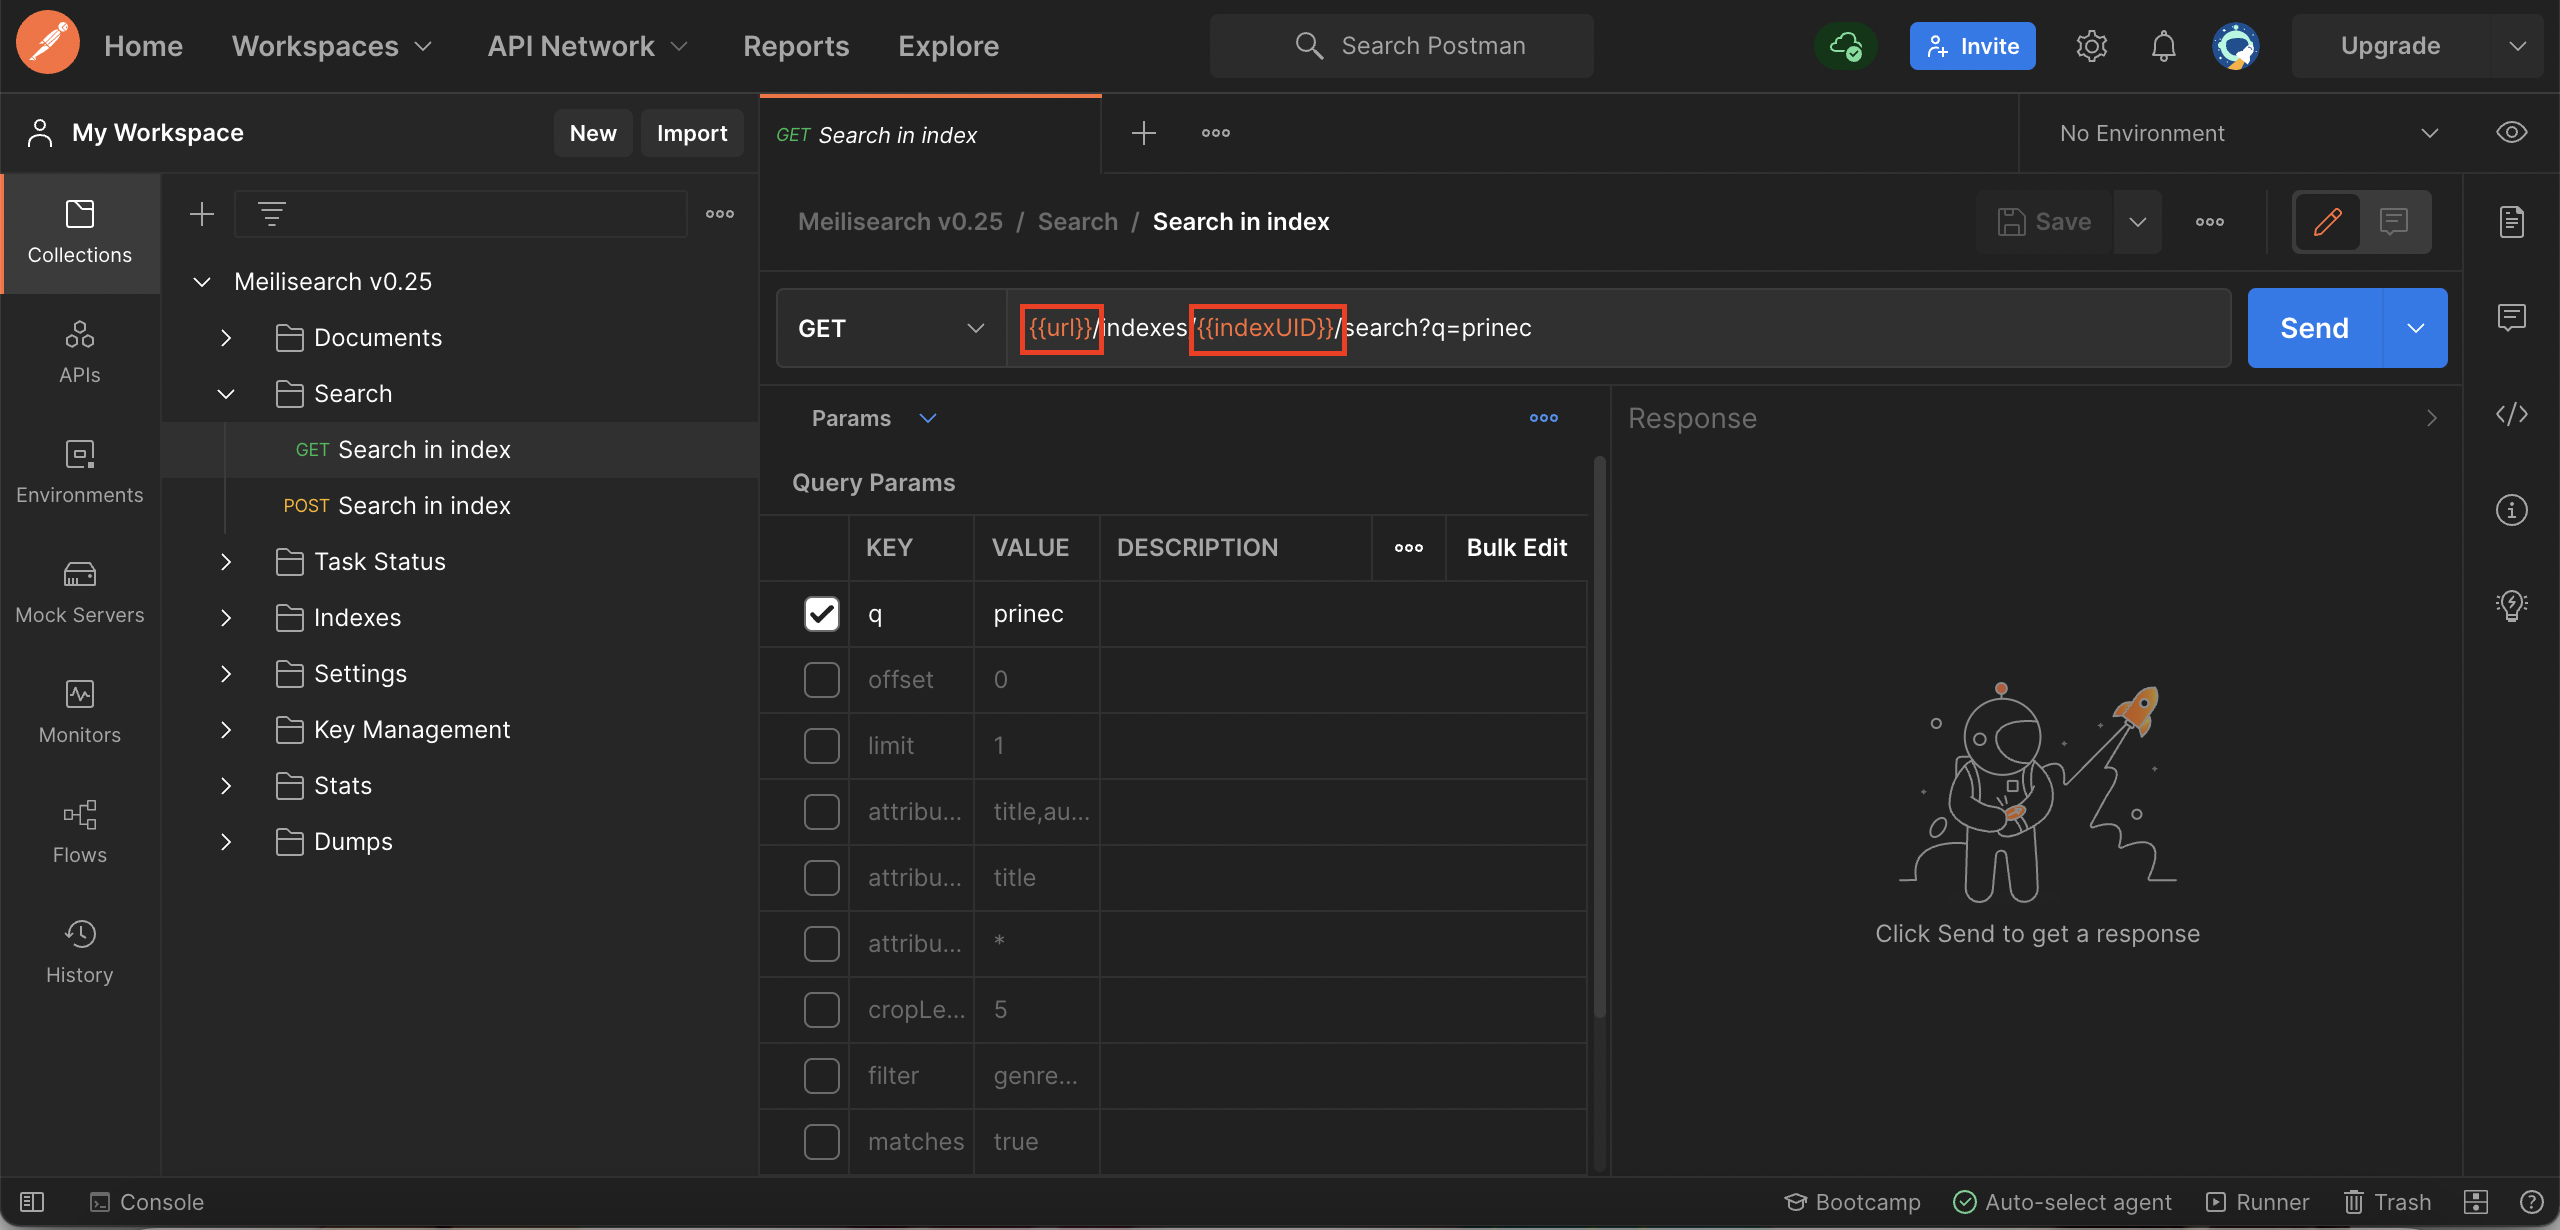 Home Workspaces API Network Reports Explore Search Postman Invite Upgrade
My Workspace New Import
GET Search in index
No Environment
Collections
APIs
Environments
Mock Servers
Monitors
Flows
History
Meilisearch v0.25
Documents
Search
GET Search in index
POST Search in index
Task Status
Indexes
Settings
Key Management
Stats
Dumps
Meilisearch v0.25 / Search / Search in index
Save
GET {{url}}/indexes/{{indexUID}}/search?q=prinec
Send
Params
Query Params
KEY VALUE DESCRIPTION Bulk Edit
q prinec
offset 0
limit 1
attribu... title,au...
attribu... title
attribu... *
cropLe... 5
filter genre...
matches true
Response
Click Send to get a response
Console Bootcamp Auto-select agent Runner Trash